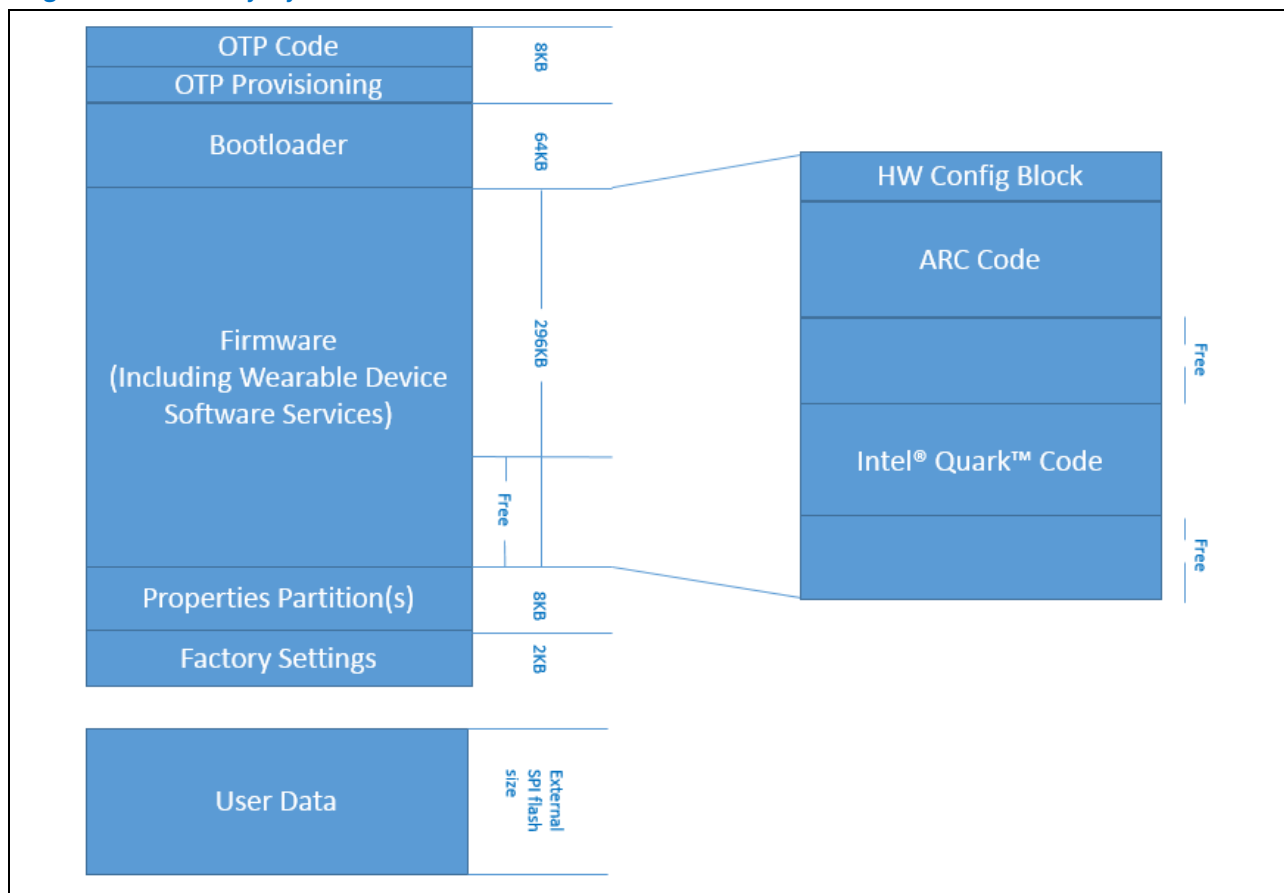 OTP Code
OTP Provisioning
8KB
Bootloader
64KB
Firmware
(Including Wearable Device
Software Services)
296KB
Free
Properties Partition(s)
8KB
Factory Settings
2KB
User Data
External
SPI flash
size
HW Config Block
ARC Code
Free
Intel® Quark™ Code
Free